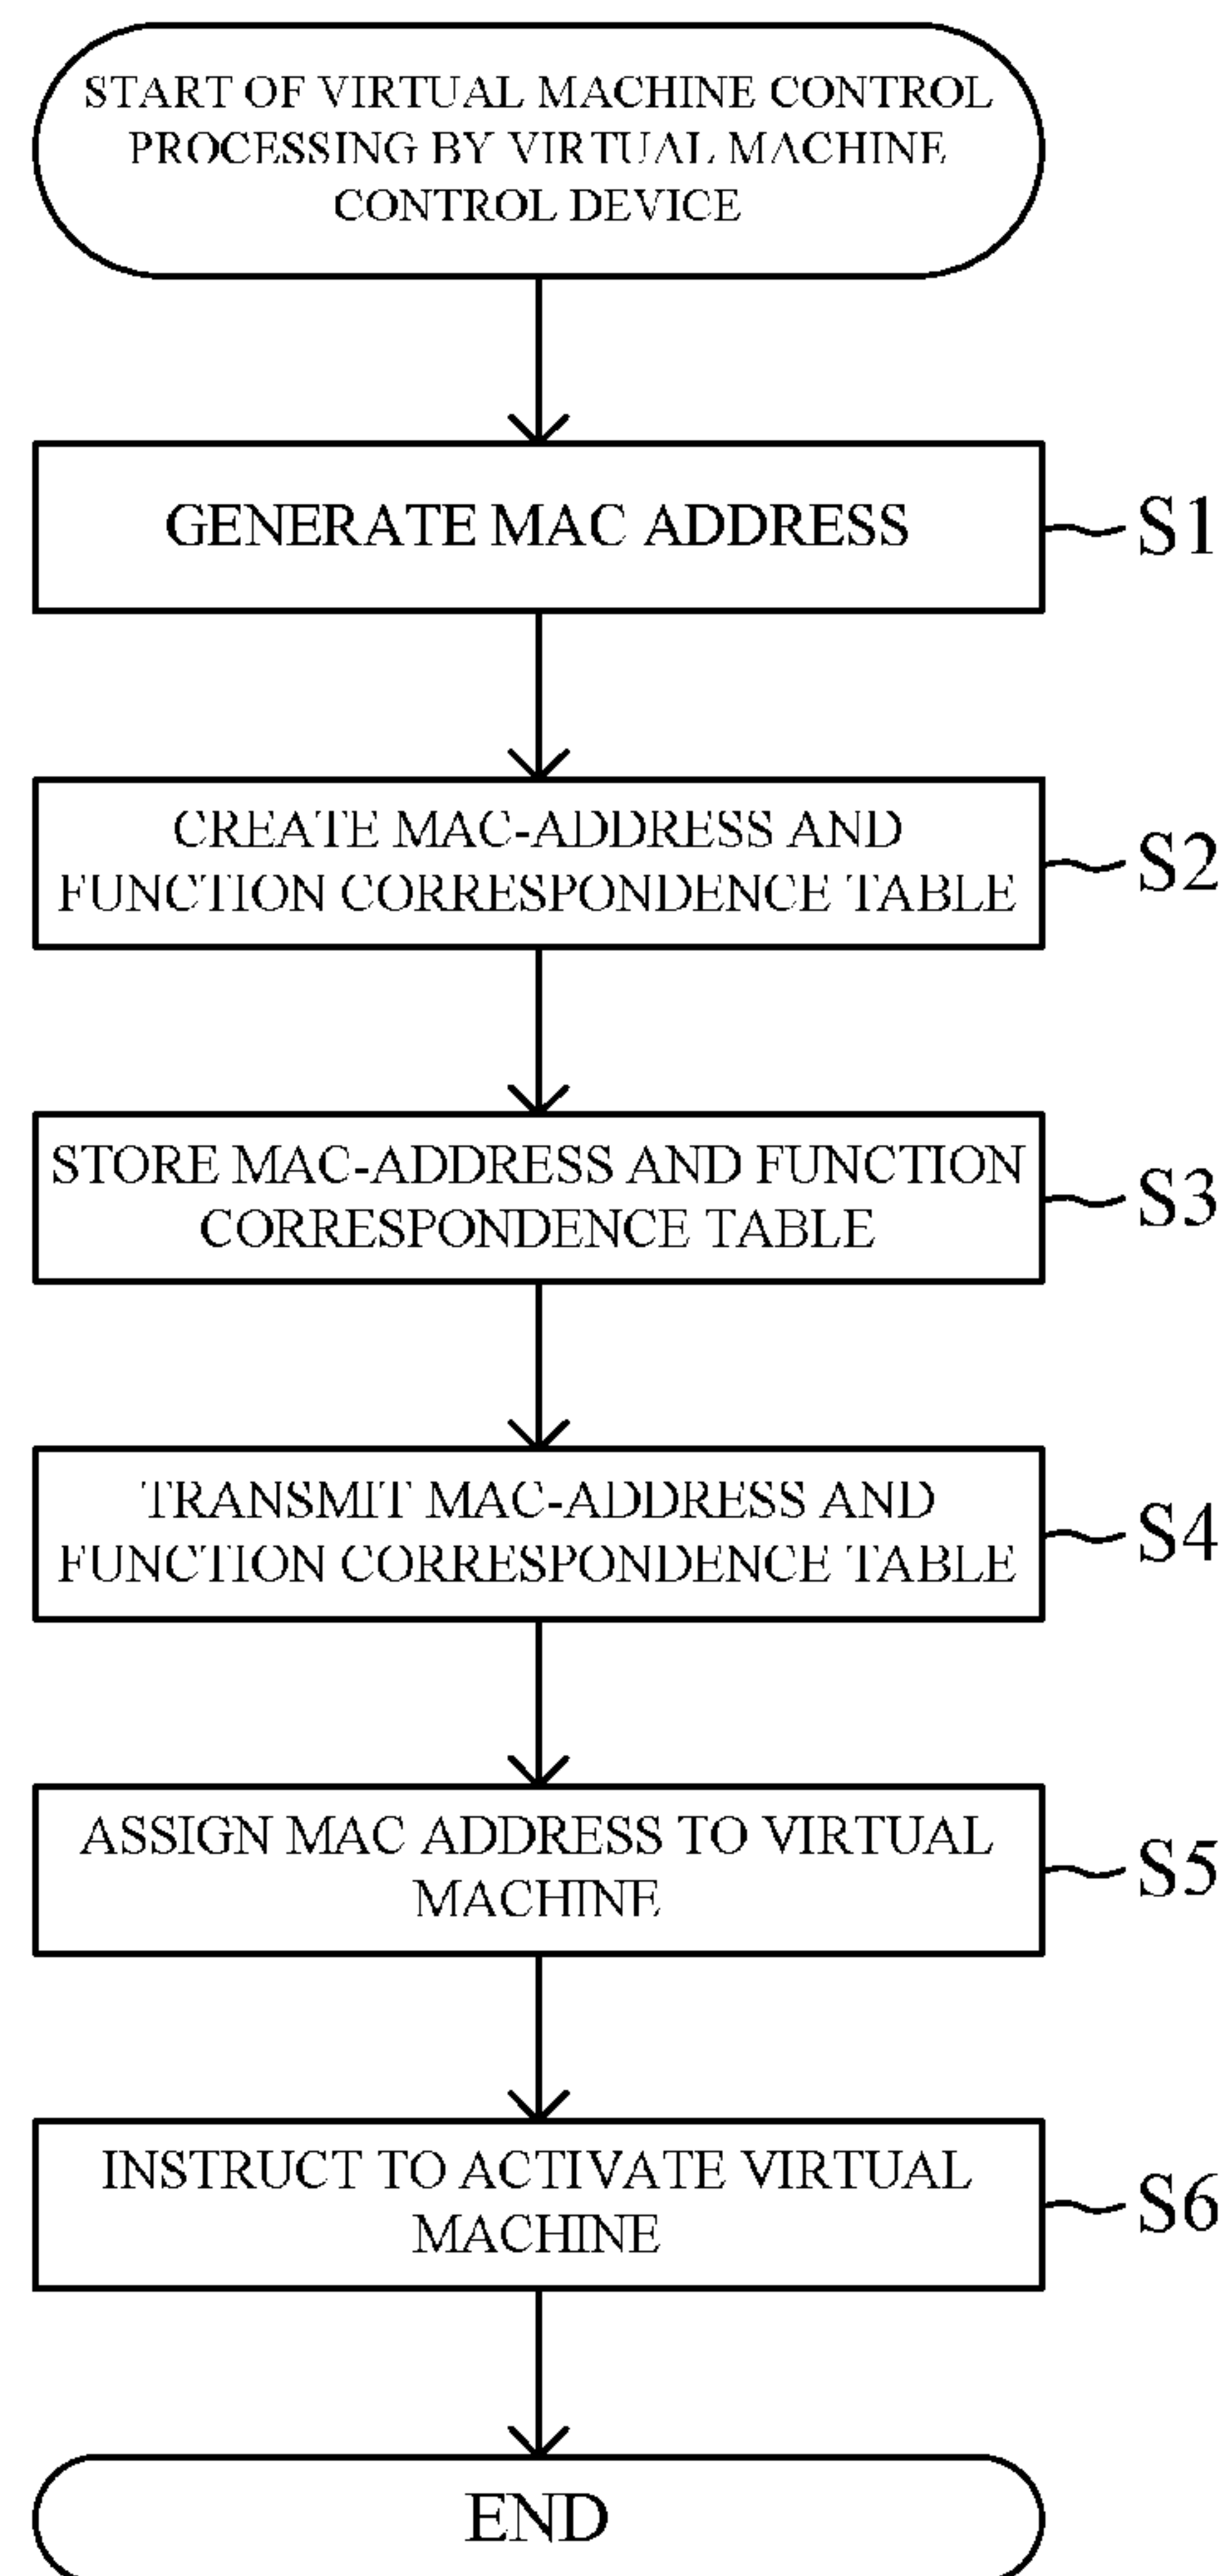 START OF VIRTUAL MACHINE CONTROL
PROCESSING BY VIRTUAL MACHINE
CONTROL DEVICE
GENERATE MAC ADDRESS
S1
CREATE MAC-ADDRESS AND
FUNCTION CORRESPONDENCE TABLE
S2
STORE MAC-ADDRESS AND FUNCTION
CORRESPONDENCE TABLE
S3
TRANSMIT MAC-ADDRESS AND
FUNCTION CORRESPONDENCE TABLE
S4
ASSIGN MAC ADDRESS TO VIRTUAL
MACHINE
S5
INSTRUCT TO ACTIVATE VIRTUAL
MACHINE
S6
END